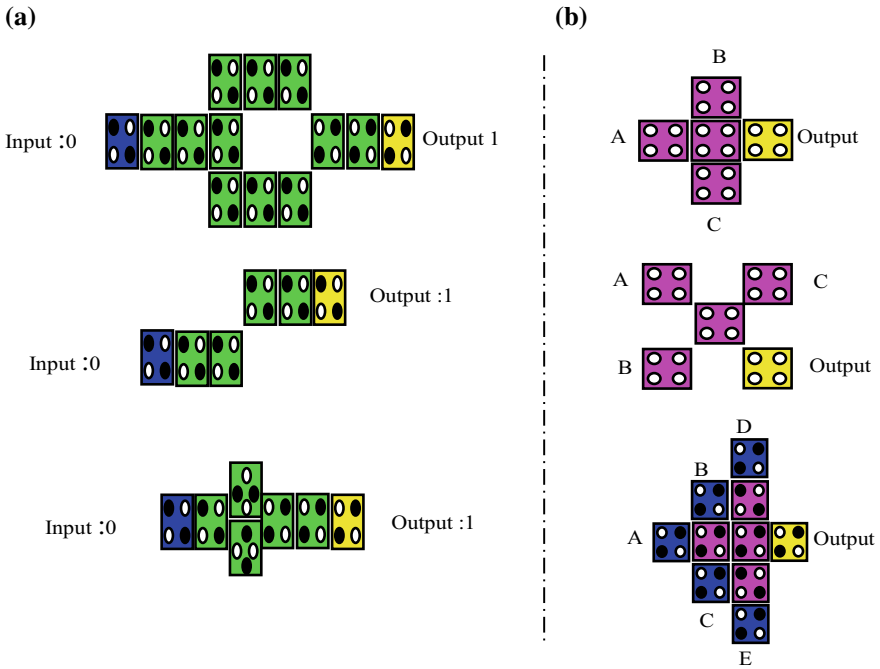 (a)
Input :0
Output 1
Output :1
Input :0
Input :0
Output :1
(b)
B
A
Output
C
A
C
B
Output
D
B
A
Output
C
E